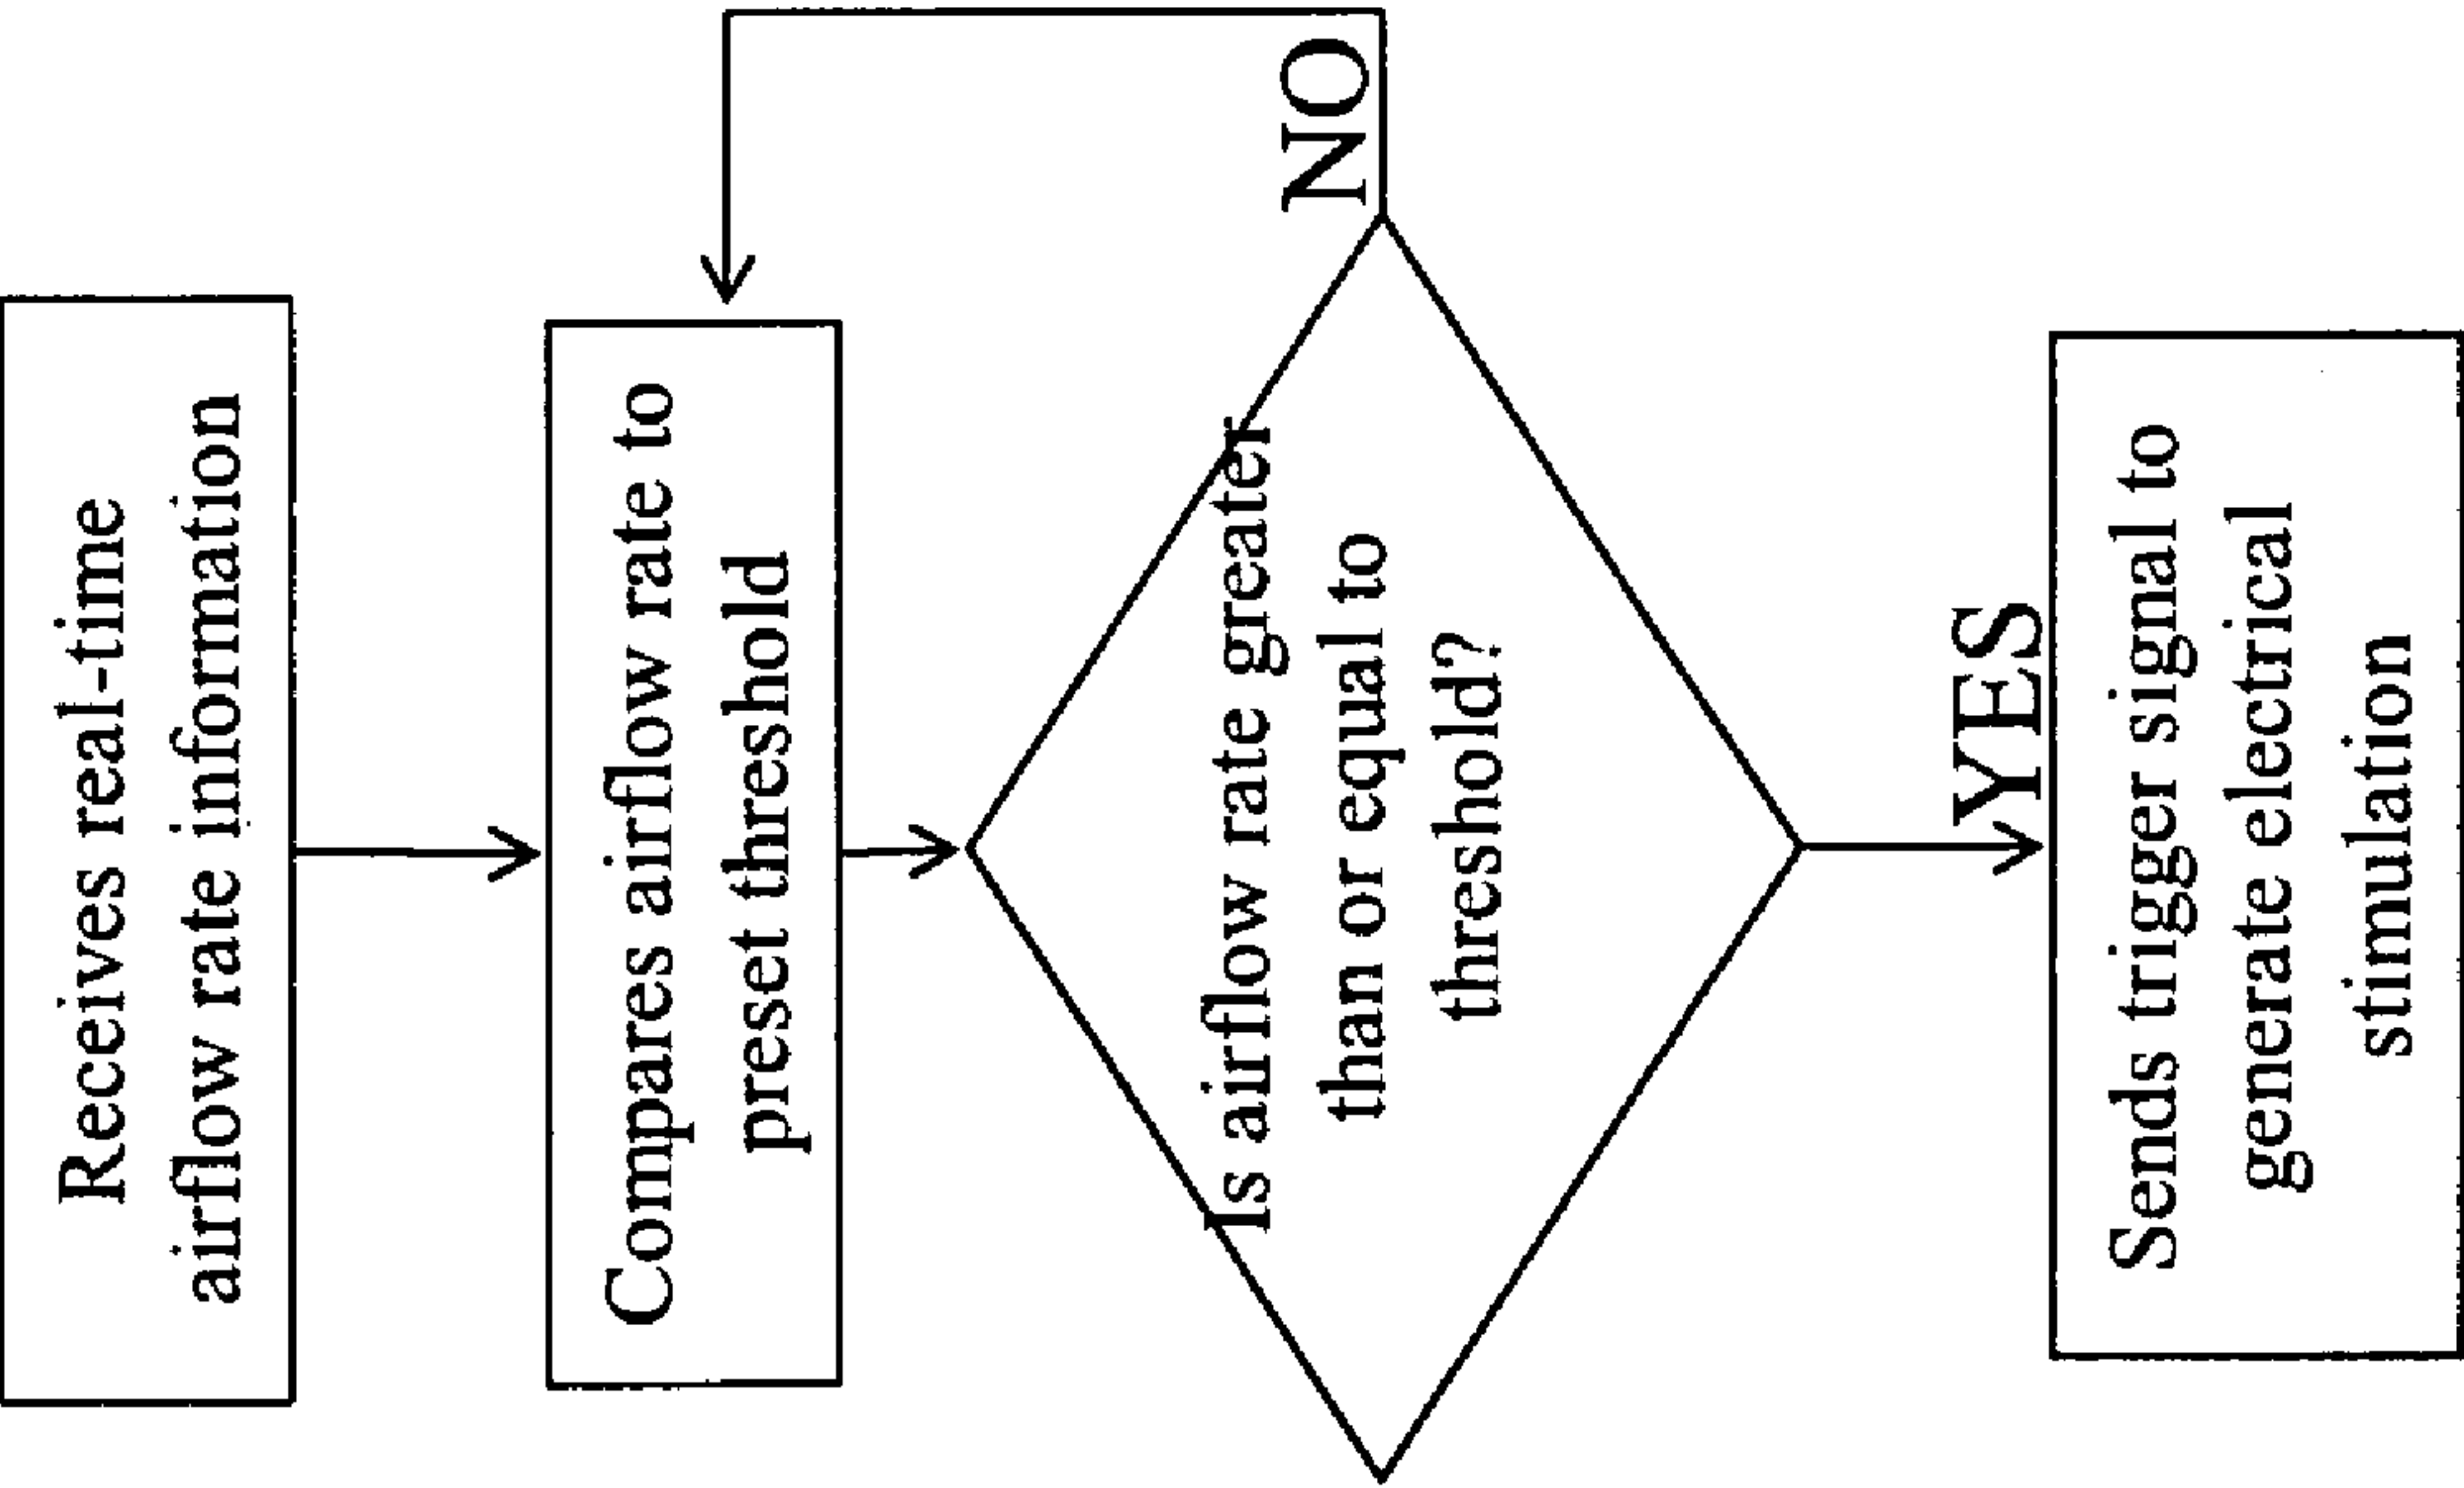 Receives real-time
airflow rate information
Compares airflow rate to
preset threshold
Is airflow rate greater
than or equal to
threshold?
NO
YES
Sends trigger signal to
generate electrical
stimulation